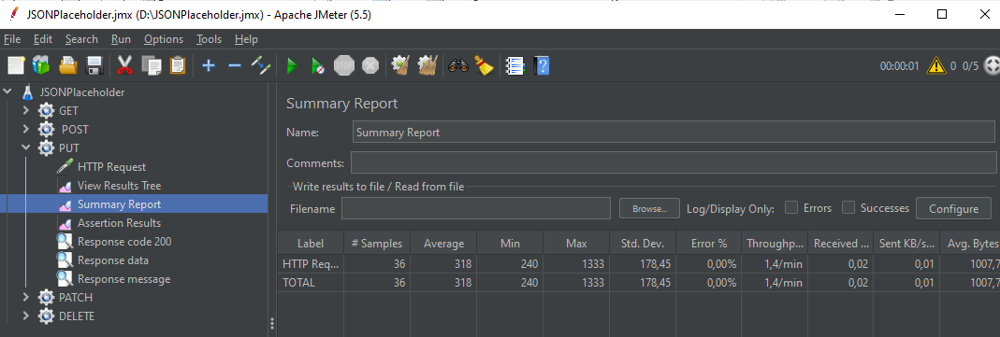 JSONPlaceholder.jmx (D:\JSONPlaceholder.jmx) - Apache JMeter (5.5)
File Edit Search Run Options Tools Help
STOP
00:00:01 0 0/5
JSONPlaceholder
GET
POST
PUT
HTTP Request
View Results Tree
Summary Report
Assertion Results
Response code 200
Response data
Response message
PATCH
DELETE
Summary Report
Name: Summary Report
Comments:
Write results to file / Read from file
Filename Browse... Log/Display Only: Errors Successes Configure
Label # Samples Average Min Max Std. Dev. Error % Throughp... Received ... Sent KB/s... Avg. Bytes
HTTP Req... 36 318 240 1333 178,45 0,00% 1,4/min 0,02 0,01 1007,7
TOTAL 36 318 240 1333 178,45 0,00% 1,4/min 0,02 0,01 1007,7